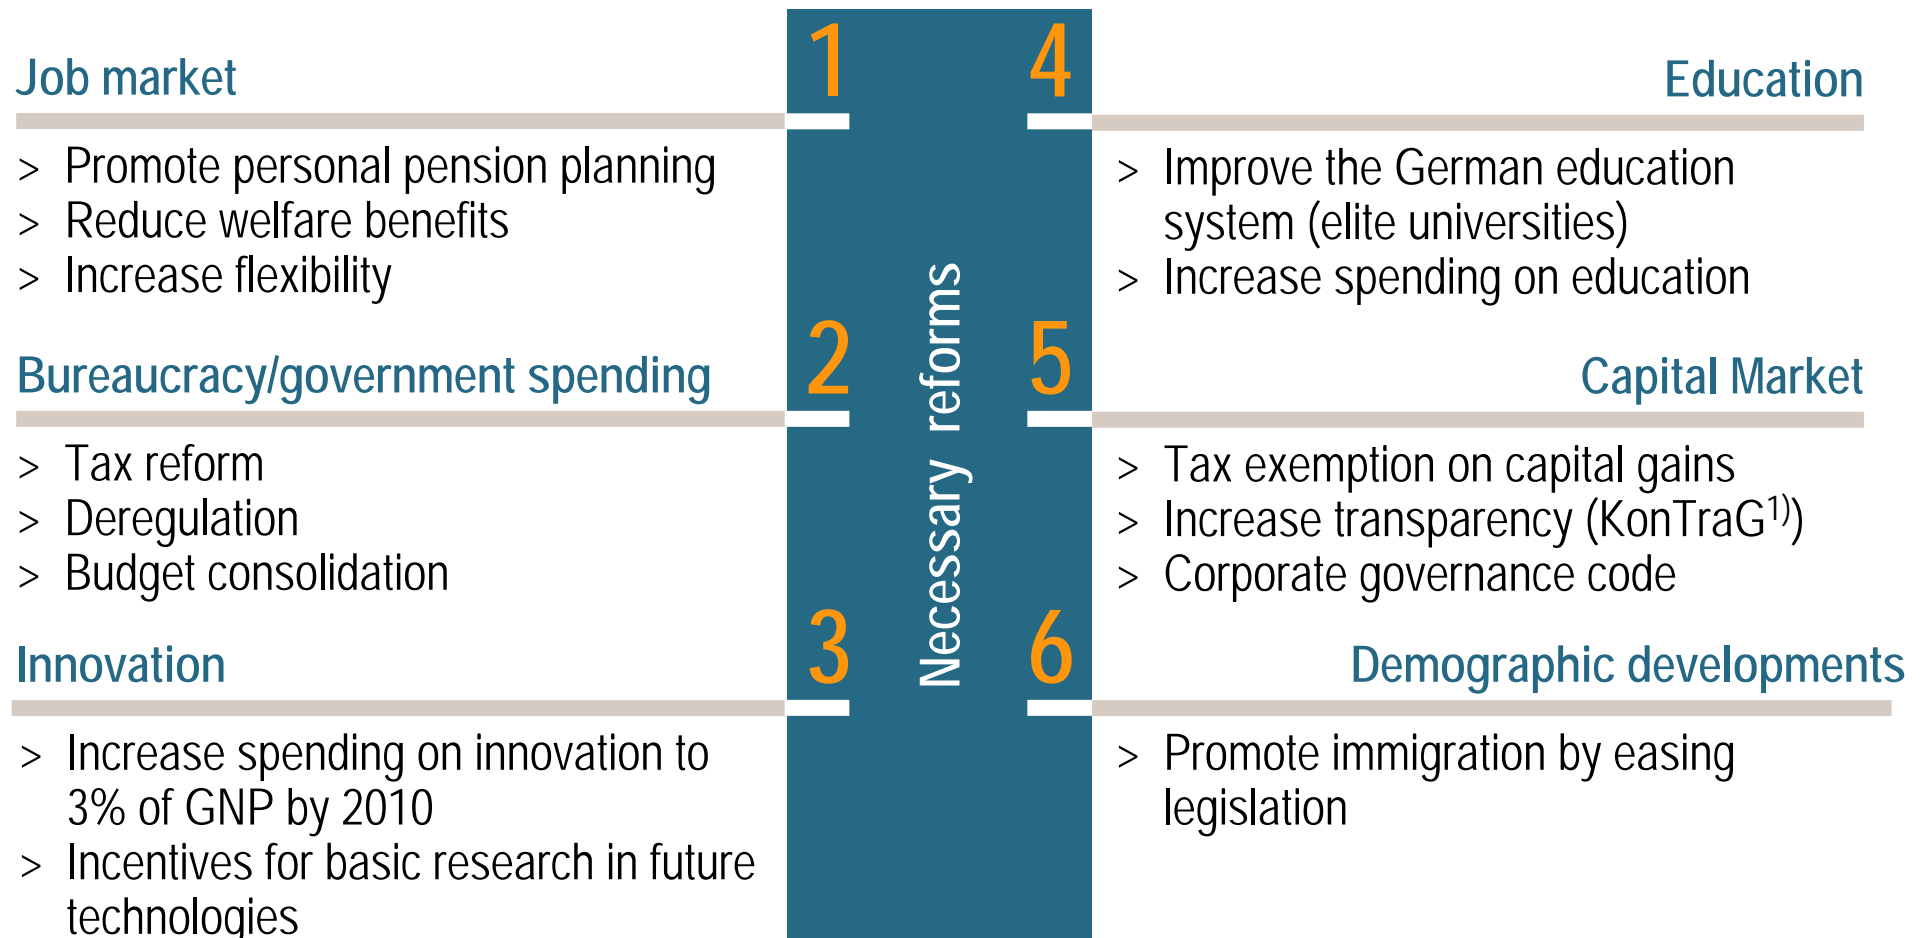 1
Job market
> Promote personal pension planning
> Reduce welfare benefits
> Increase flexibility
2
Bureaucracy/government spending
> Tax reform
> Deregulation
> Budget consolidation
3
Innovation
> Increase spending on innovation to
3% of GNP by 2010
> Incentives for basic research in future
technologies
Necessary reforms
4
Education
> Improve the German education
system (elite universities)
> Increase spending on education
5
Capital Market
> Tax exemption on capital gains
> Increase transparency (KonTraG¹⁾)
> Corporate governance code
6
Demographic developments
> Promote immigration by easing
legislation